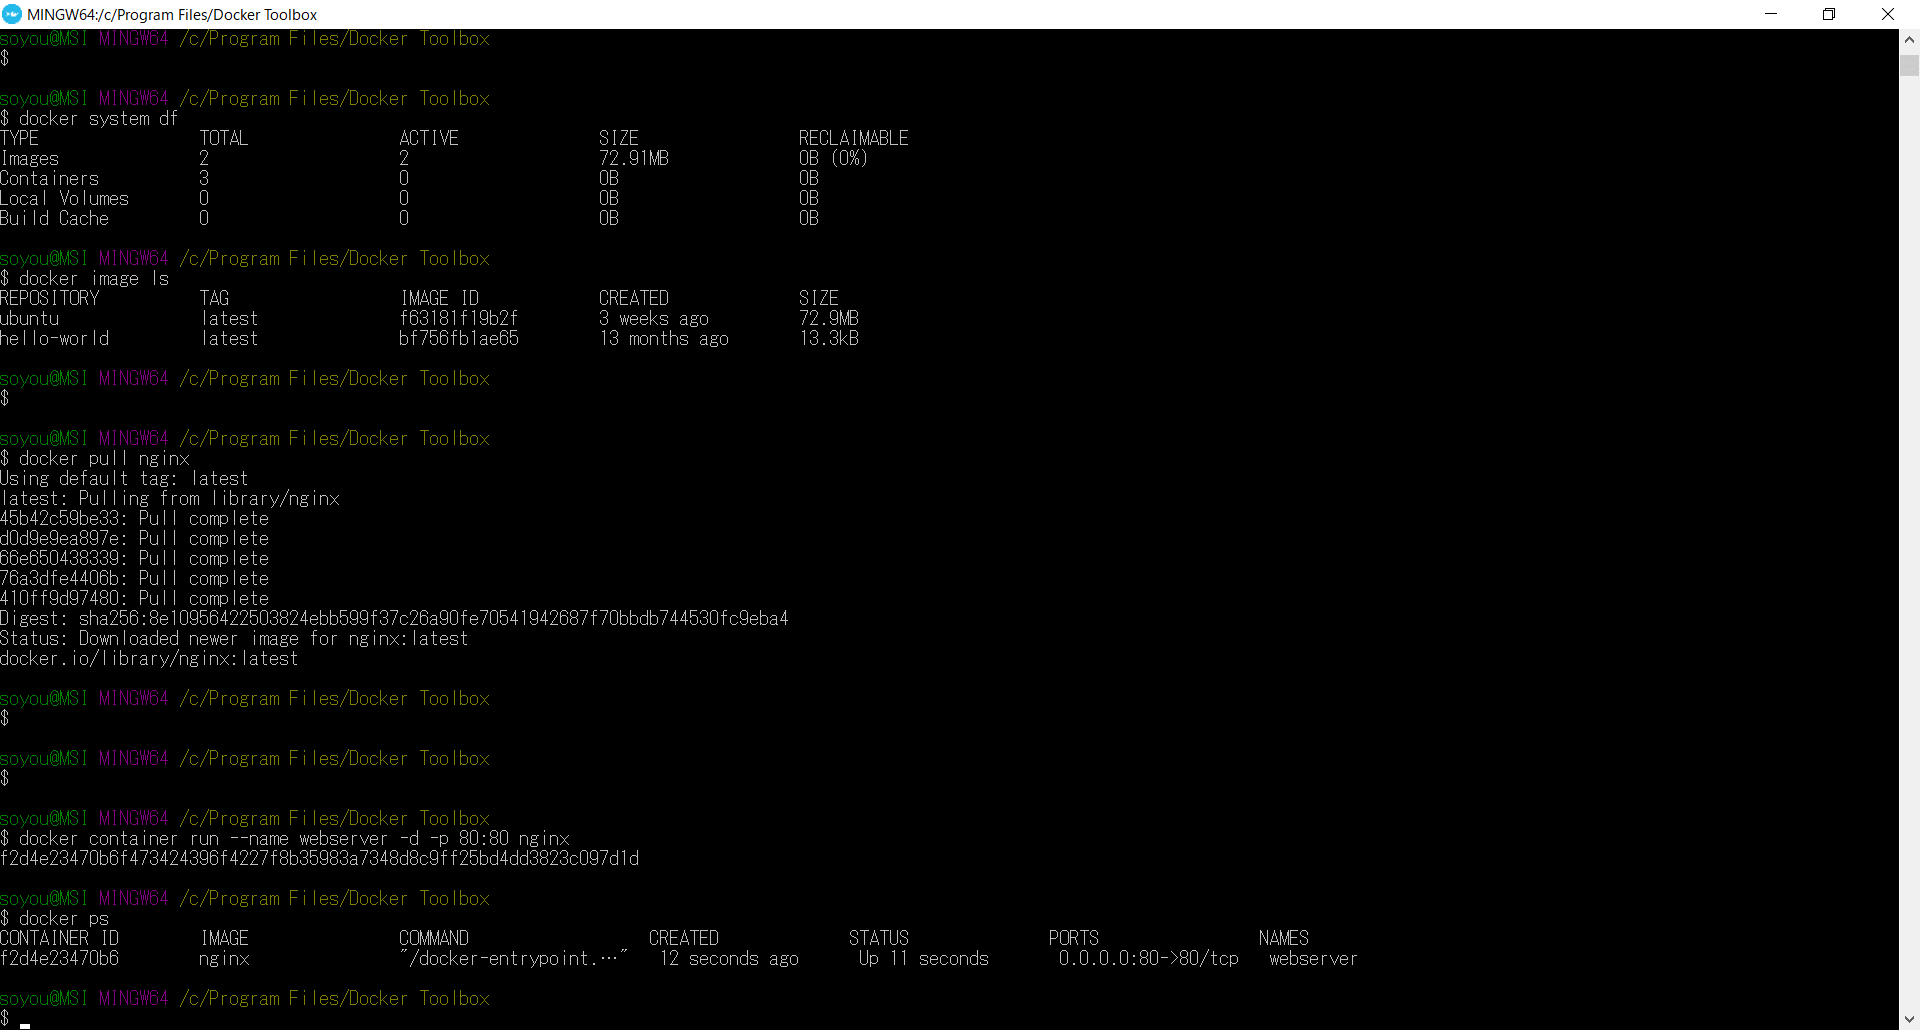 MINGW64:/c/Program Files/Docker Toolbox
soyou@MSI MINGW64 /c/Program Files/Docker Toolbox
$
soyou@MSI MINGW64 /c/Program Files/Docker Toolbox
$ docker system df
TYPE TOTAL ACTIVE SIZE RECLAIMABLE
Images 2 2 72.91MB 0B (0%)
Containers 3 0 0B 0B
Local Volumes 0 0 0B 0B
Build Cache 0 0 0B 0B
soyou@MSI MINGW64 /c/Program Files/Docker Toolbox
$ docker image ls
REPOSITORY TAG IMAGE ID CREATED SIZE
ubuntu latest f63181f19b2f 3 weeks ago 72.9MB
hello-world latest bf756fb1ae65 13 months ago 13.3kB
soyou@MSI MINGW64 /c/Program Files/Docker Toolbox
$
soyou@MSI MINGW64 /c/Program Files/Docker Toolbox
$ docker pull nginx
Using default tag: latest
latest: Pulling from library/nginx
45b42c59be33: Pull complete
d0d9e9ea897e: Pull complete
66e650438339: Pull complete
76a3dfe4406b: Pull complete
410ff9d97480: Pull complete
Digest: sha256:8e10956422503824ebb599f37c26a90fe70541942687f70bbdb744530fc9eba4
Status: Downloaded newer image for nginx:latest
docker.io/library/nginx:latest
soyou@MSI MINGW64 /c/Program Files/Docker Toolbox
$
soyou@MSI MINGW64 /c/Program Files/Docker Toolbox
$
soyou@MSI MINGW64 /c/Program Files/Docker Toolbox
$ docker container run --name webserver -d -p 80:80 nginx
f2d4e23470b6f473424396f4227f8b35983a7348d8c9ff25bd4dd3823c097d1d
soyou@MSI MINGW64 /c/Program Files/Docker Toolbox
$ docker ps
CONTAINER ID IMAGE COMMAND CREATED STATUS PORTS NAMES
f2d4e23470b6 nginx "/docker-entrypoint.…" 12 seconds ago Up 11 seconds 0.0.0.0:80->80/tcp webserver
soyou@MSI MINGW64 /c/Program Files/Docker Toolbox
$